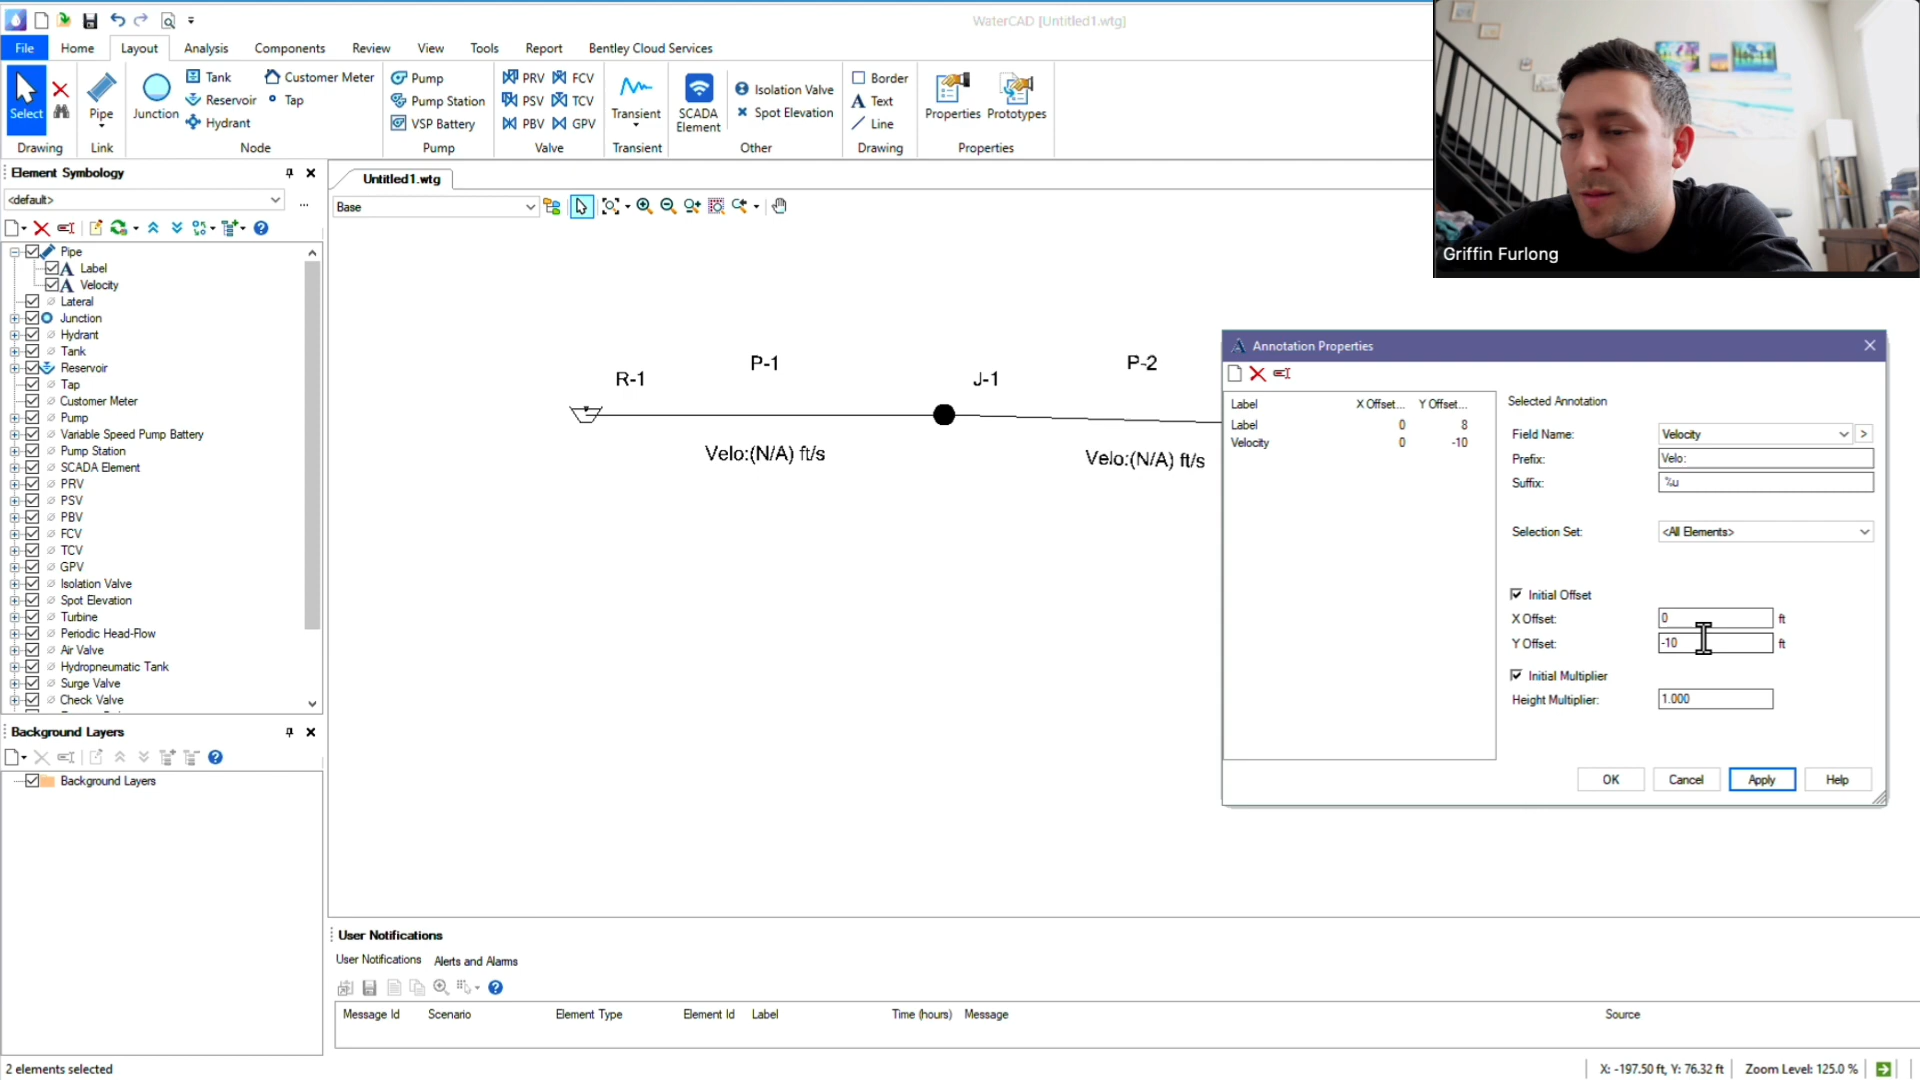 WaterCAD [Untitled1.wtg]
File Home Layout Analysis Components Review View Tools Report Bentley Cloud Services
Select
Drawing
Pipe
Link
Junction
Tank
Reservoir
Hydrant
Customer Meter
Tap
Node
Pump
Pump Station
VSP Battery
Pump
PRV FCV
PSV TCV
PBV GPV
Valve
Transient
Transient
SCADA
Element
Isolation Valve
Spot Elevation
Other
Border
Text
Line
Drawing
Properties Prototypes
Properties
Griffin Furlong
Element Symbology
<default>
...
Pipe
Label
Velocity
Lateral
Junction
Hydrant
Tank
Reservoir
Tap
Customer Meter
Pump
Variable Speed Pump Battery
Pump Station
SCADA Element
PRV
PSV
PBV
FCV
TCV
GPV
Isolation Valve
Spot Elevation
Turbine
Periodic Head-Flow
Air Valve
Hydropneumatic Tank
Surge Valve
Check Valve
Background Layers
Background Layers
Untitled1.wtg
Base
R-1
P-1
J-1
P-2
Velo:(N/A) ft/s
Velo:(N/A) ft/s
Annotation Properties
Label X Offset... Y Offset...
Label 0 8
Velocity 0 -10
Selected Annotation
Field Name: Velocity >
Prefix: Velo:
Suffix: %u
Selection Set: <All Elements>
Initial Offset
X Offset: 0 ft
Y Offset: -10 ft
Initial Multiplier
Height Multiplier: 1.000
OK Cancel Apply Help
User Notifications
User Notifications Alerts and Alarms
Message Id Scenario Element Type Element Id Label Time (hours) Message Source
2 elements selected
X: -197.50 ft, Y: 76.32 ft Zoom Level: 125.0 %